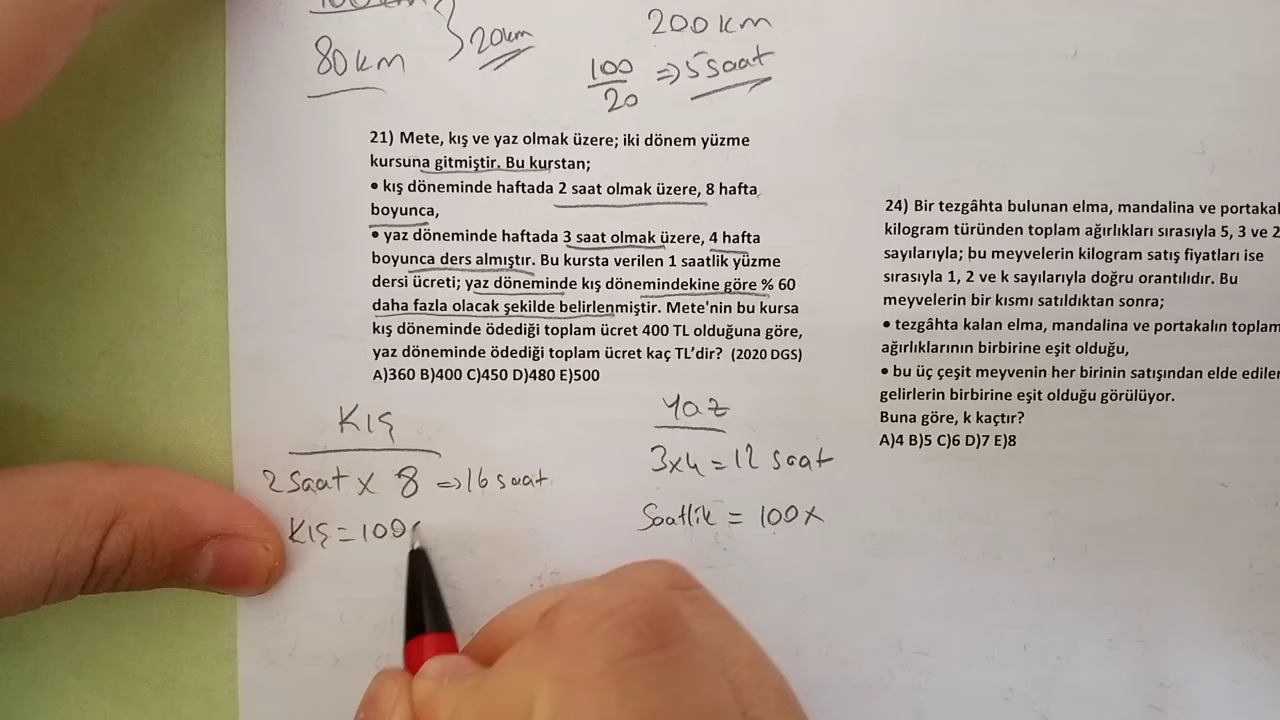 80km
20km
200km
100
20
⇒ 5 saat
21) Mete, kış ve yaz olmak üzere; iki dönem yüzme
kursuna gitmiştir. Bu kurstan;
• kış döneminde haftada 2 saat olmak üzere, 8 hafta
boyunca,
• yaz döneminde haftada 3 saat olmak üzere, 4 hafta
boyunca ders almıştır. Bu kursta verilen 1 saatlik yüzme
dersi ücreti; yaz döneminde kış dönemindekine göre % 60
daha fazla olacak şekilde belirlenmiştir. Mete'nin bu kursa
kış döneminde ödediği toplam ücret 400 TL olduğuna göre,
yaz döneminde ödediği toplam ücret kaç TL'dir? (2020 DGS)
A)360 B)400 C)450 D)480 E)500
Kış
2 saat x 8 ⇒ 16 saat
Kış = 100
Yaz
3x4 = 12 saat
Saatlik = 100x
24) Bir tezgâhta bulunan elma, mandalina ve portakal
kilogram türünden toplam ağırlıkları sırasıyla 5, 3 ve 2
sayılarıyla; bu meyvelerin kilogram satış fiyatları ise
sırasıyla 1, 2 ve k sayılarıyla doğru orantılıdır. Bu
meyvelerin bir kısmı satıldıktan sonra;
• tezgâhta kalan elma, mandalina ve portakalın toplam
ağırlıklarının birbirine eşit olduğu,
• bu üç çeşit meyvenin her birinin satışından elde ediler
gelirlerin birbirine eşit olduğu görülüyor.
Buna göre, k kaçtır?
A)4 B)5 C)6 D)7 E)8